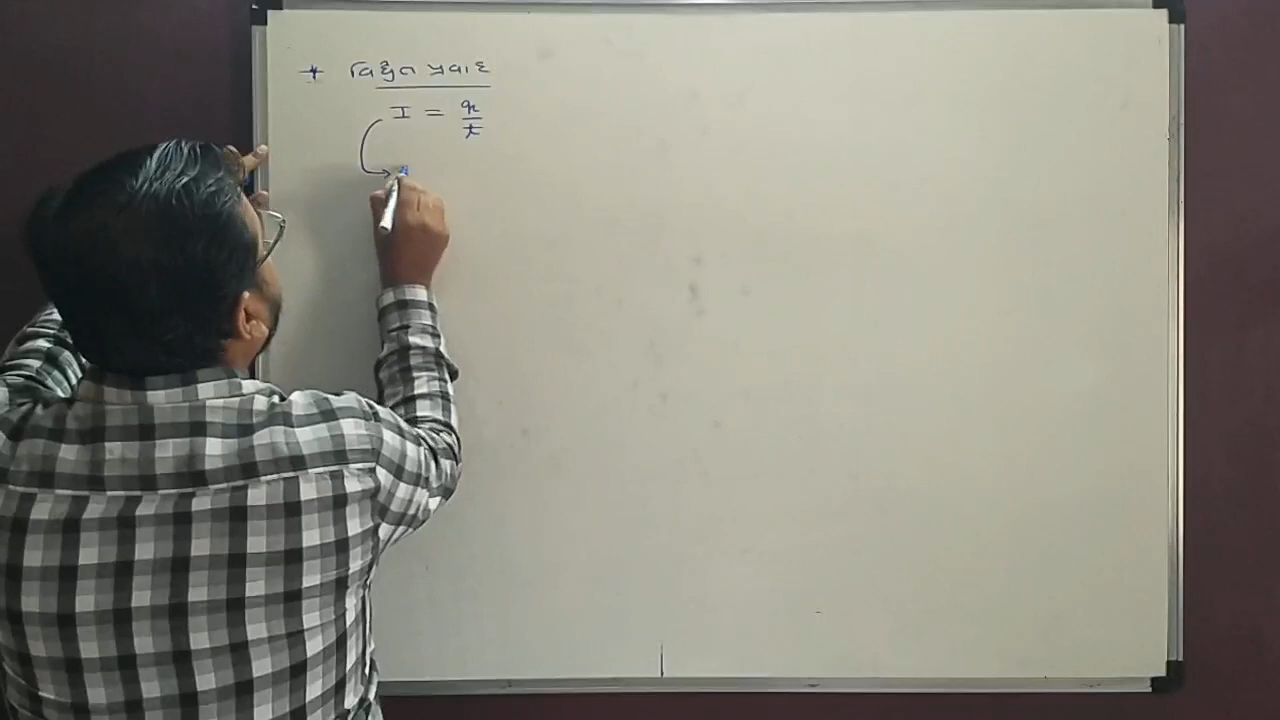 * વિદ્યુત પ્રવાહ
I = q/t